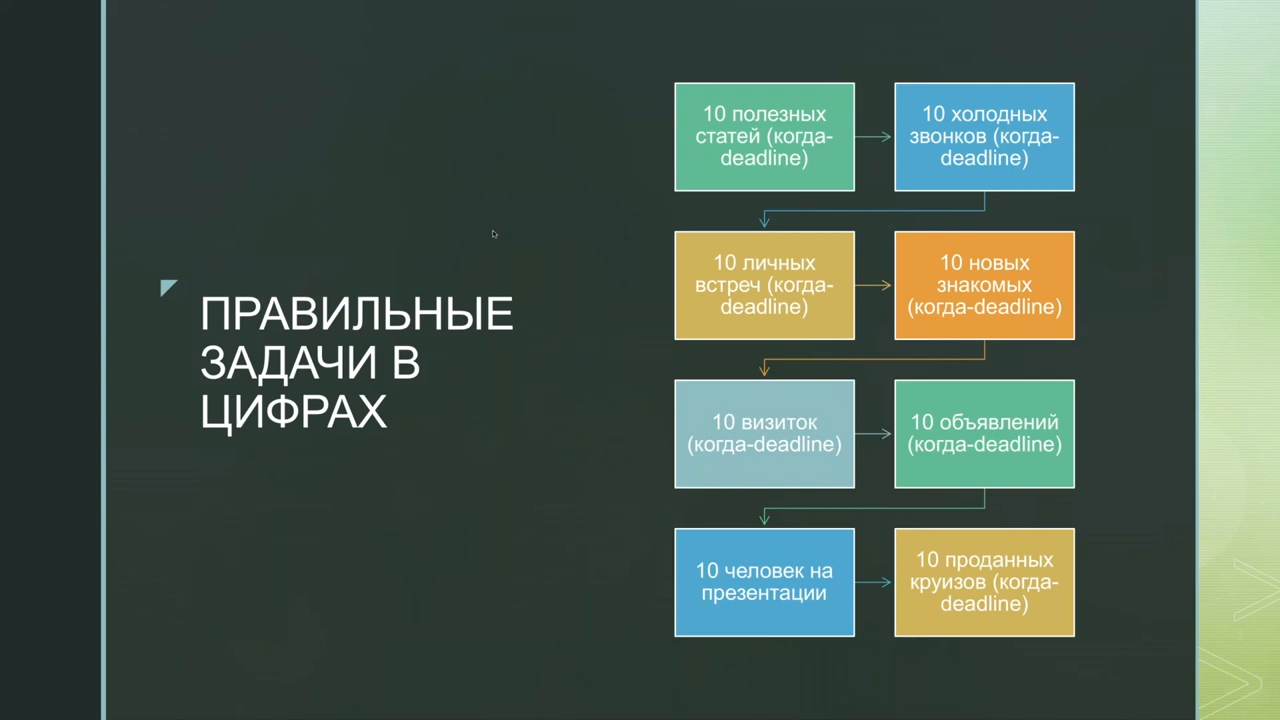 ПРАВИЛЬНЫЕ
ЗАДАЧИ В
ЦИФРАХ
10 полезных
статей (когда-
deadline)
10 холодных
звонков (когда-
deadline)
10 личных
встреч (когда-
deadline)
10 новых
знакомых
(когда-deadline)
10 визиток
(когда-deadline)
10 объявлений
(когда-deadline)
10 человек на
презентации
10 проданных
круизов (когда-
deadline)